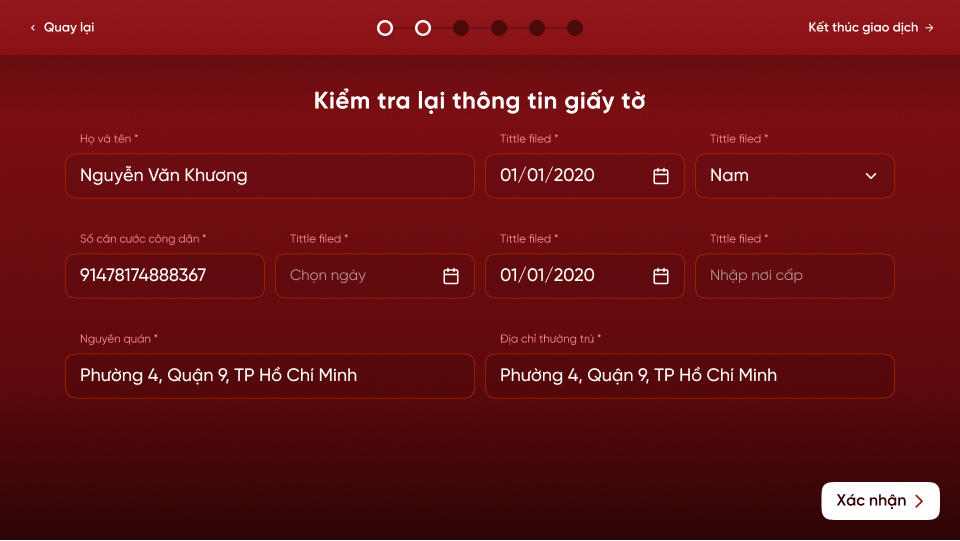 Quay lại
Kết thúc giao dịch
Kiểm tra lại thông tin giấy tờ
Họ và tên *
Tittle filed *
Tittle filed *
Nguyễn Văn Khương
01/01/2020
Nam
Số căn cước công dân *
Tittle filed *
Tittle filed *
Tittle filed *
91478174888367
Chọn ngày
01/01/2020
Nhập nơi cấp
Nguyên quán *
Địa chỉ thường trú *
Phường 4, Quận 9, TP Hồ Chí Minh
Phường 4, Quận 9, TP Hồ Chí Minh
Xác nhận